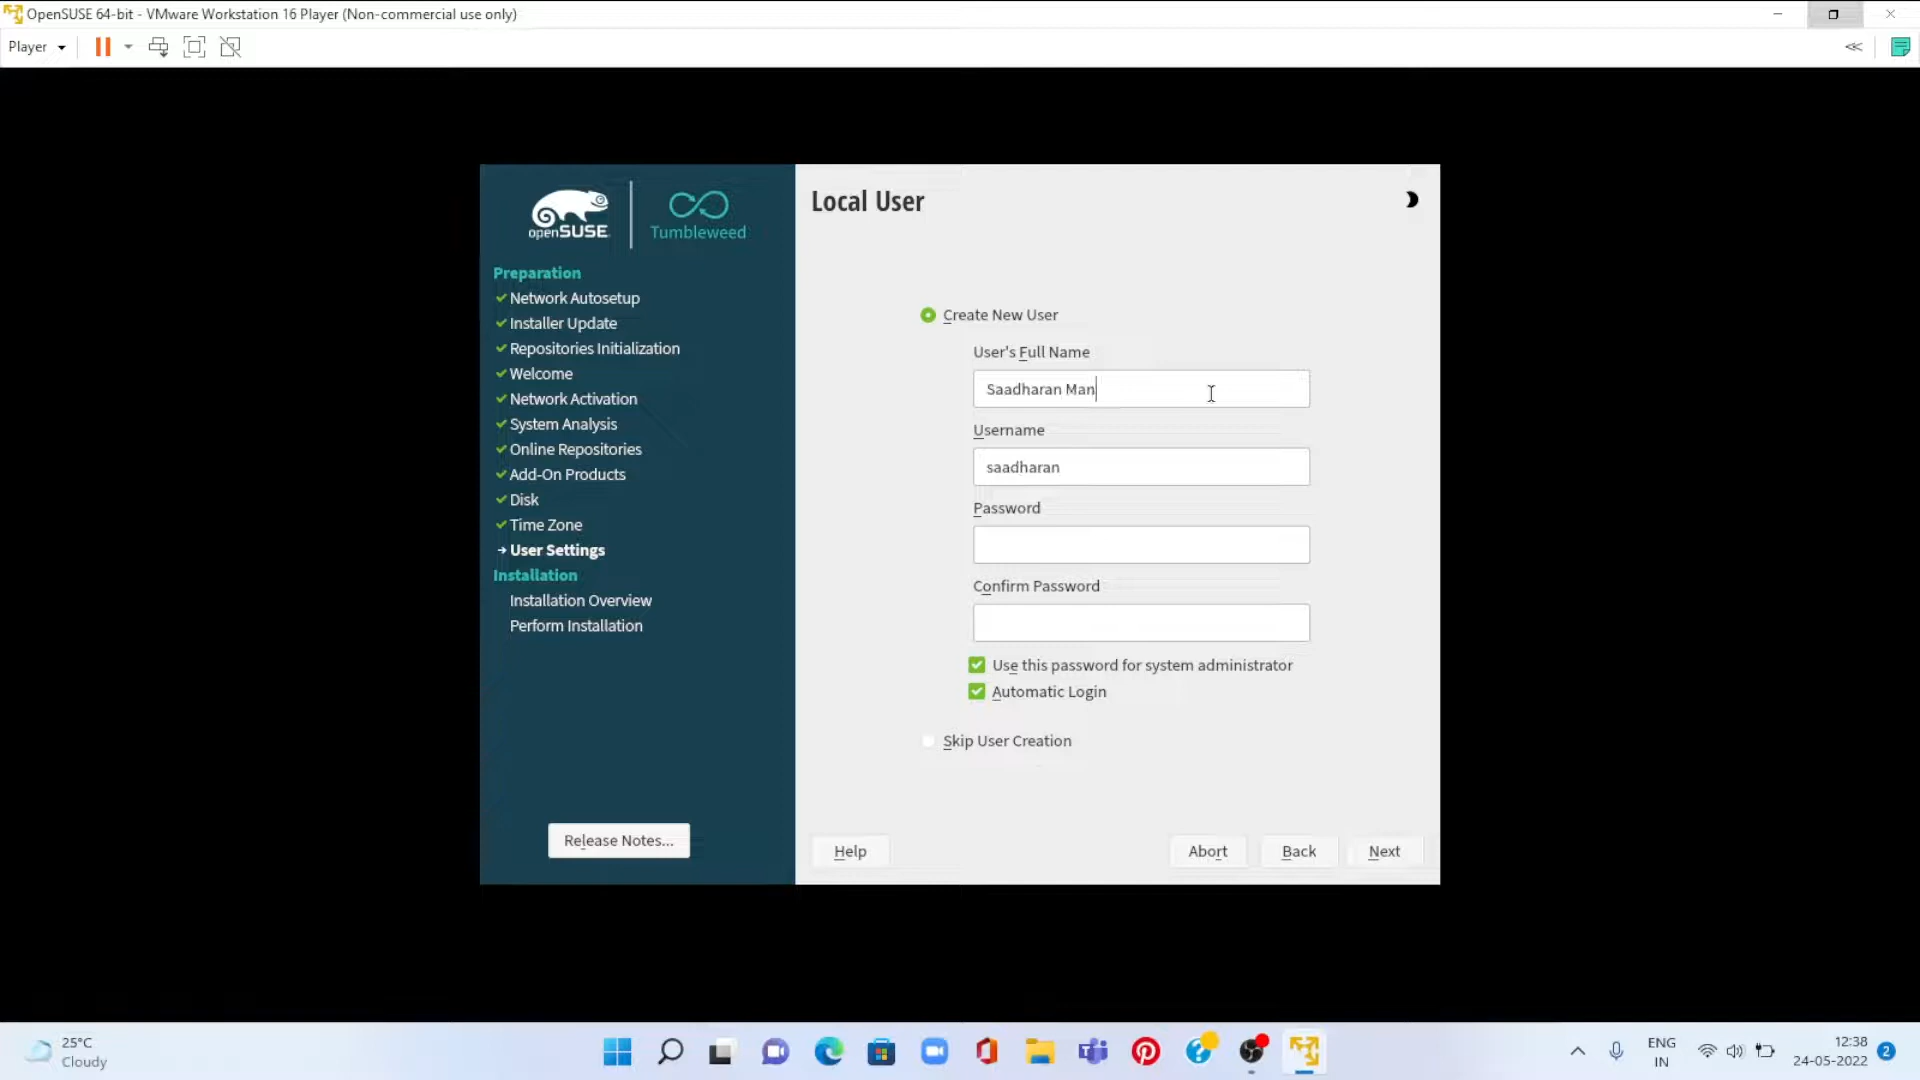 OpenSUSE 64-bit - VMware Workstation 16 Player (Non-commercial use only)
Player
openSUSE
Tumbleweed
Preparation
Network Autosetup
Installer Update
Repositories Initialization
Welcome
Network Activation
System Analysis
Online Repositories
Add-On Products
Disk
Time Zone
User Settings
Installation
Installation Overview
Perform Installation
Release Notes...
Local User
Create New User
User's Full Name
Saadharan Man
Username
saadharan
Password
Confirm Password
Use this password for system administrator
Automatic Login
Skip User Creation
Help
Abort
Back
Next
25°C
Cloudy
ENG
IN
12:38
24-05-2022
2